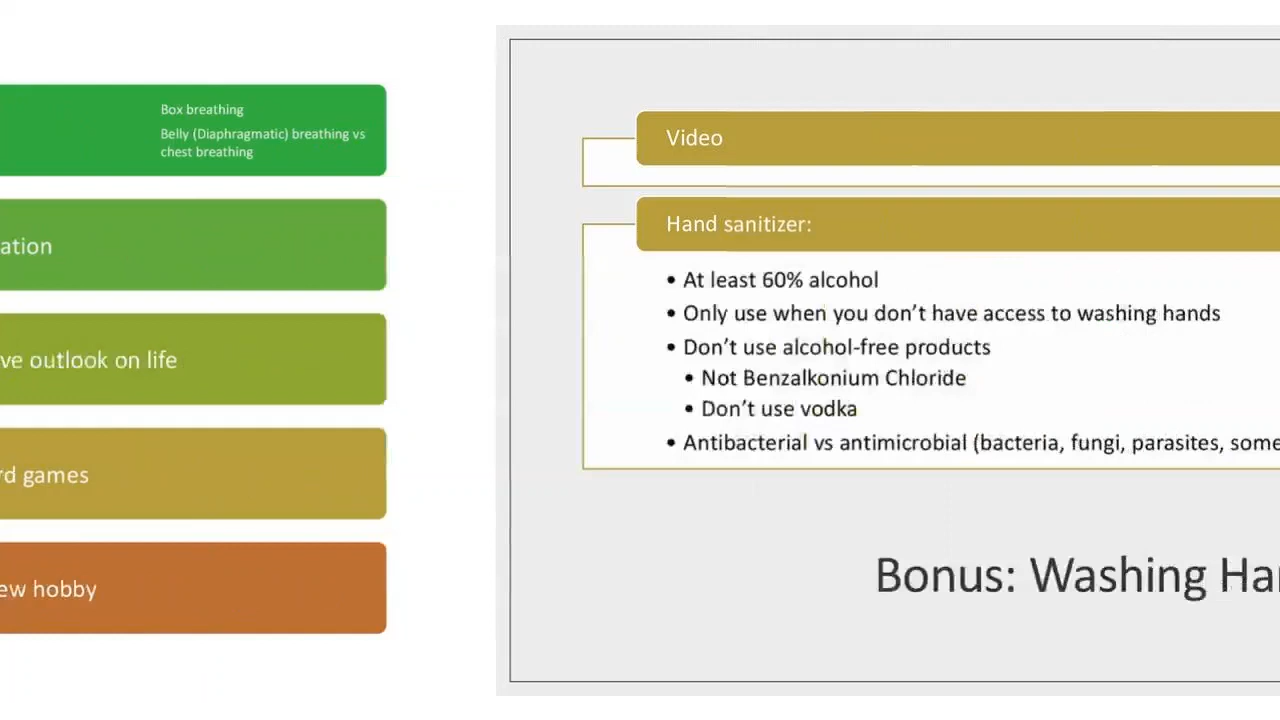 Box breathing
Belly (Diaphragmatic) breathing vs
chest breathing
ation
ve outlook on life
rd games
ew hobby
Video
Hand sanitizer:
• At least 60% alcohol
• Only use when you don’t have access to washing hands
• Don’t use alcohol-free products
• Not Benzalkonium Chloride
• Don’t use vodka
• Antibacterial vs antimicrobial (bacteria, fungi, parasites, some
Bonus: Washing Han